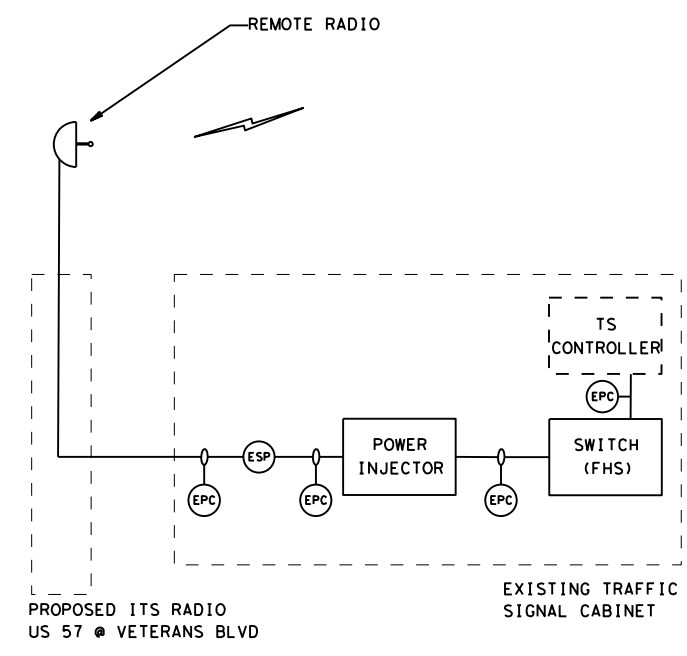 REMOTE RADIO
TS
CONTROLLER
EPC
POWER
INJECTOR
SWITCH
(FHS)
ESP
EPC
EPC
EPC
EXISTING TRAFFIC
SIGNAL CABINET
PROPOSED ITS RADIO
US 57 @ VETERANS BLVD